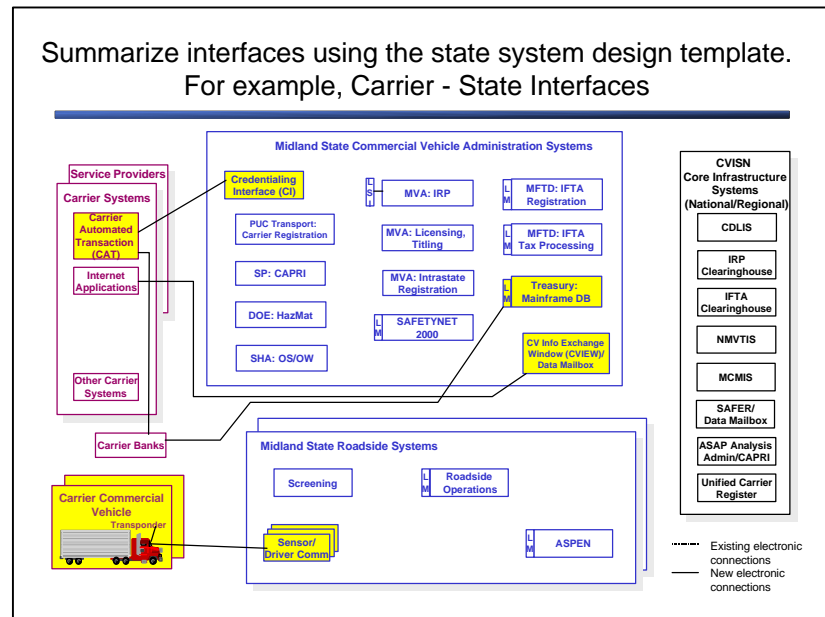 Summarize interfaces using the state system design template.
For example, Carrier - State Interfaces
Service Providers
Carrier Systems
Carrier
Automated
Transaction
(CAT)
Internet
Applications
Other Carrier
Systems
Carrier Banks
Carrier Commercial
Vehicle
Transponder
Midland State Commercial Vehicle Administration Systems
Credentialing
Interface (CI)
PUC Transport:
Carrier Registration
SP: CAPRI
DOE: HazMat
SHA: OS/OW
L
S
I
MVA: IRP
MVA: Licensing,
Titling
MVA: Intrastate
Registration
L
M
SAFETYNET
2000
L
M
MFTD: IFTA
Registration
L
M
MFTD: IFTA
Tax Processing
L
M
Treasury:
Mainframe DB
CV Info Exchange
Window (CVIEW)/
Data Mailbox
Midland State Roadside Systems
Screening
L
M
Roadside
Operations
Sensor/
Driver Comm
L
M
ASPEN
CVISN
Core Infrastructure
Systems
(National/Regional)
CDLIS
IRP
Clearinghouse
IFTA
Clearinghouse
NMVTIS
MCMIS
SAFER/
Data Mailbox
ASAP Analysis
Admin/CAPRI
Unified Carrier
Register
Existing electronic
connections
New electronic
connections